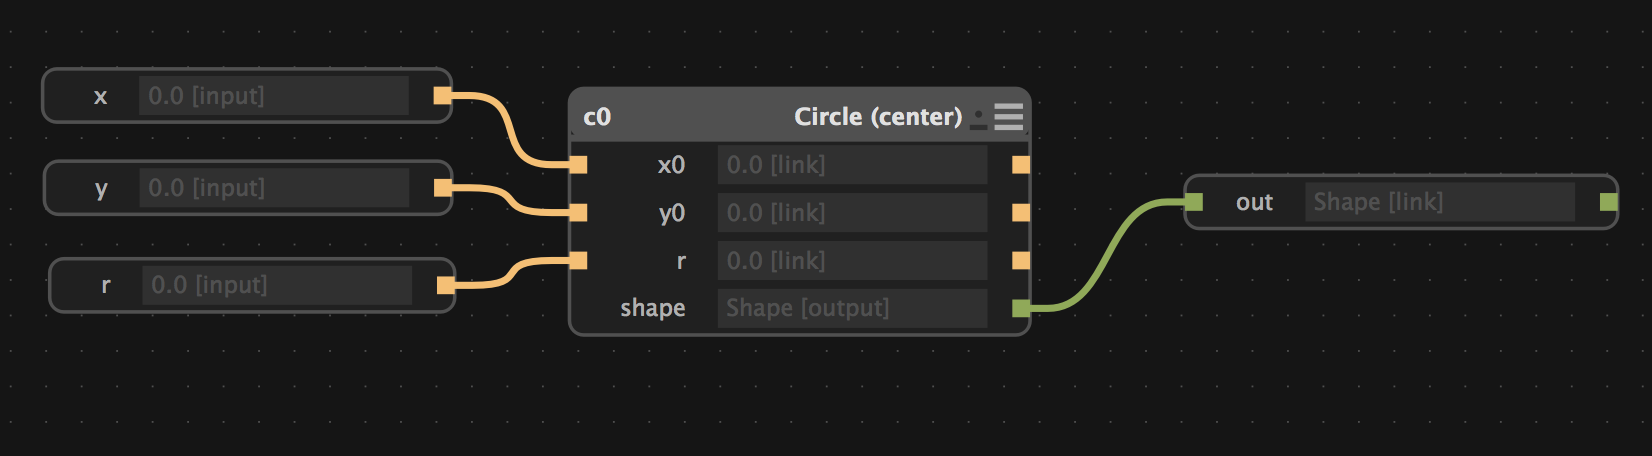 x 0.0 [input]
y 0.0 [input]
r 0.0 [input]
c0 Circle (center)
x0 0.0 [link]
y0 0.0 [link]
r 0.0 [link]
shape Shape [output]
out Shape [link]